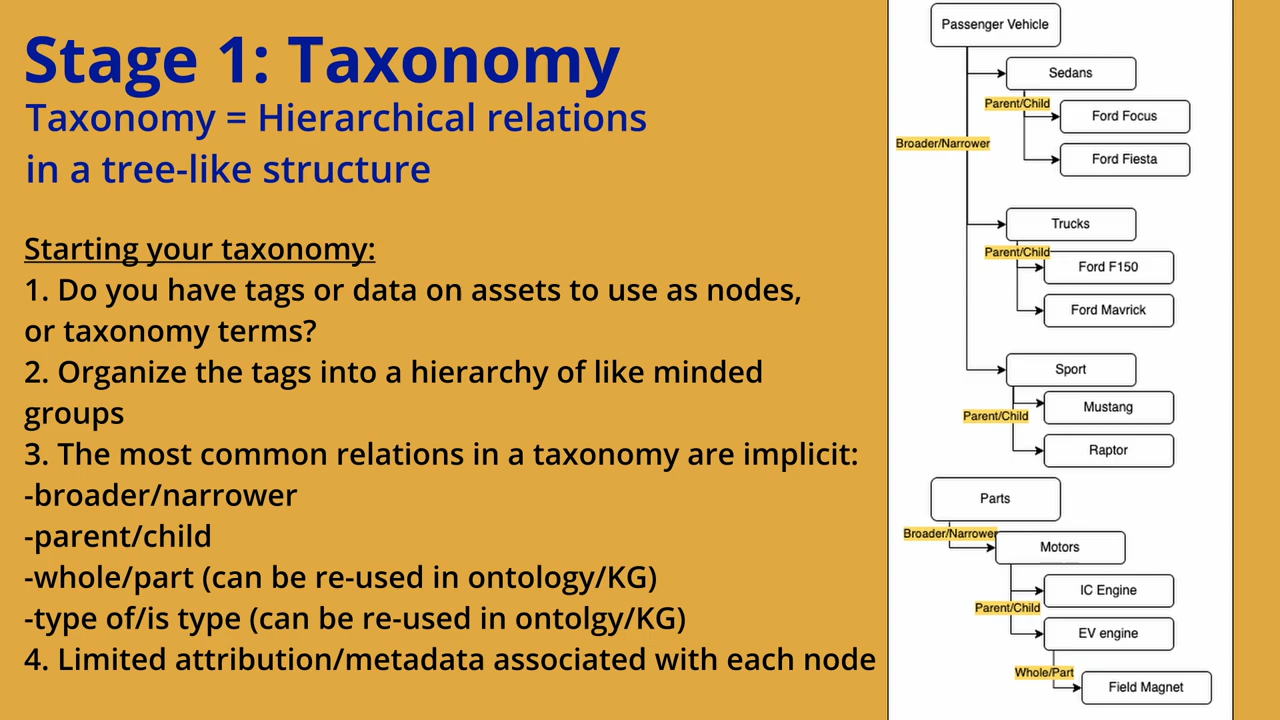 Stage 1: Taxonomy
Taxonomy = Hierarchical relations
in a tree-like structure
Starting your taxonomy:
1. Do you have tags or data on assets to use as nodes,
or taxonomy terms?
2. Organize the tags into a hierarchy of like minded
groups
3. The most common relations in a taxonomy are implicit:
-broader/narrower
-parent/child
-whole/part (can be re-used in ontology/KG)
-type of/is type (can be re-used in ontolgy/KG)
4. Limited attribution/metadata associated with each node
Passenger Vehicle
Sedans
Parent/Child
Ford Focus
Broader/Narrower
Ford Fiesta
Trucks
Parent/Child
Ford F150
Ford Mavrick
Sport
Mustang
Parent/Child
Raptor
Parts
Broader/Narrower
Motors
IC Engine
Parent/Child
EV engine
Whole/Part
Field Magnet